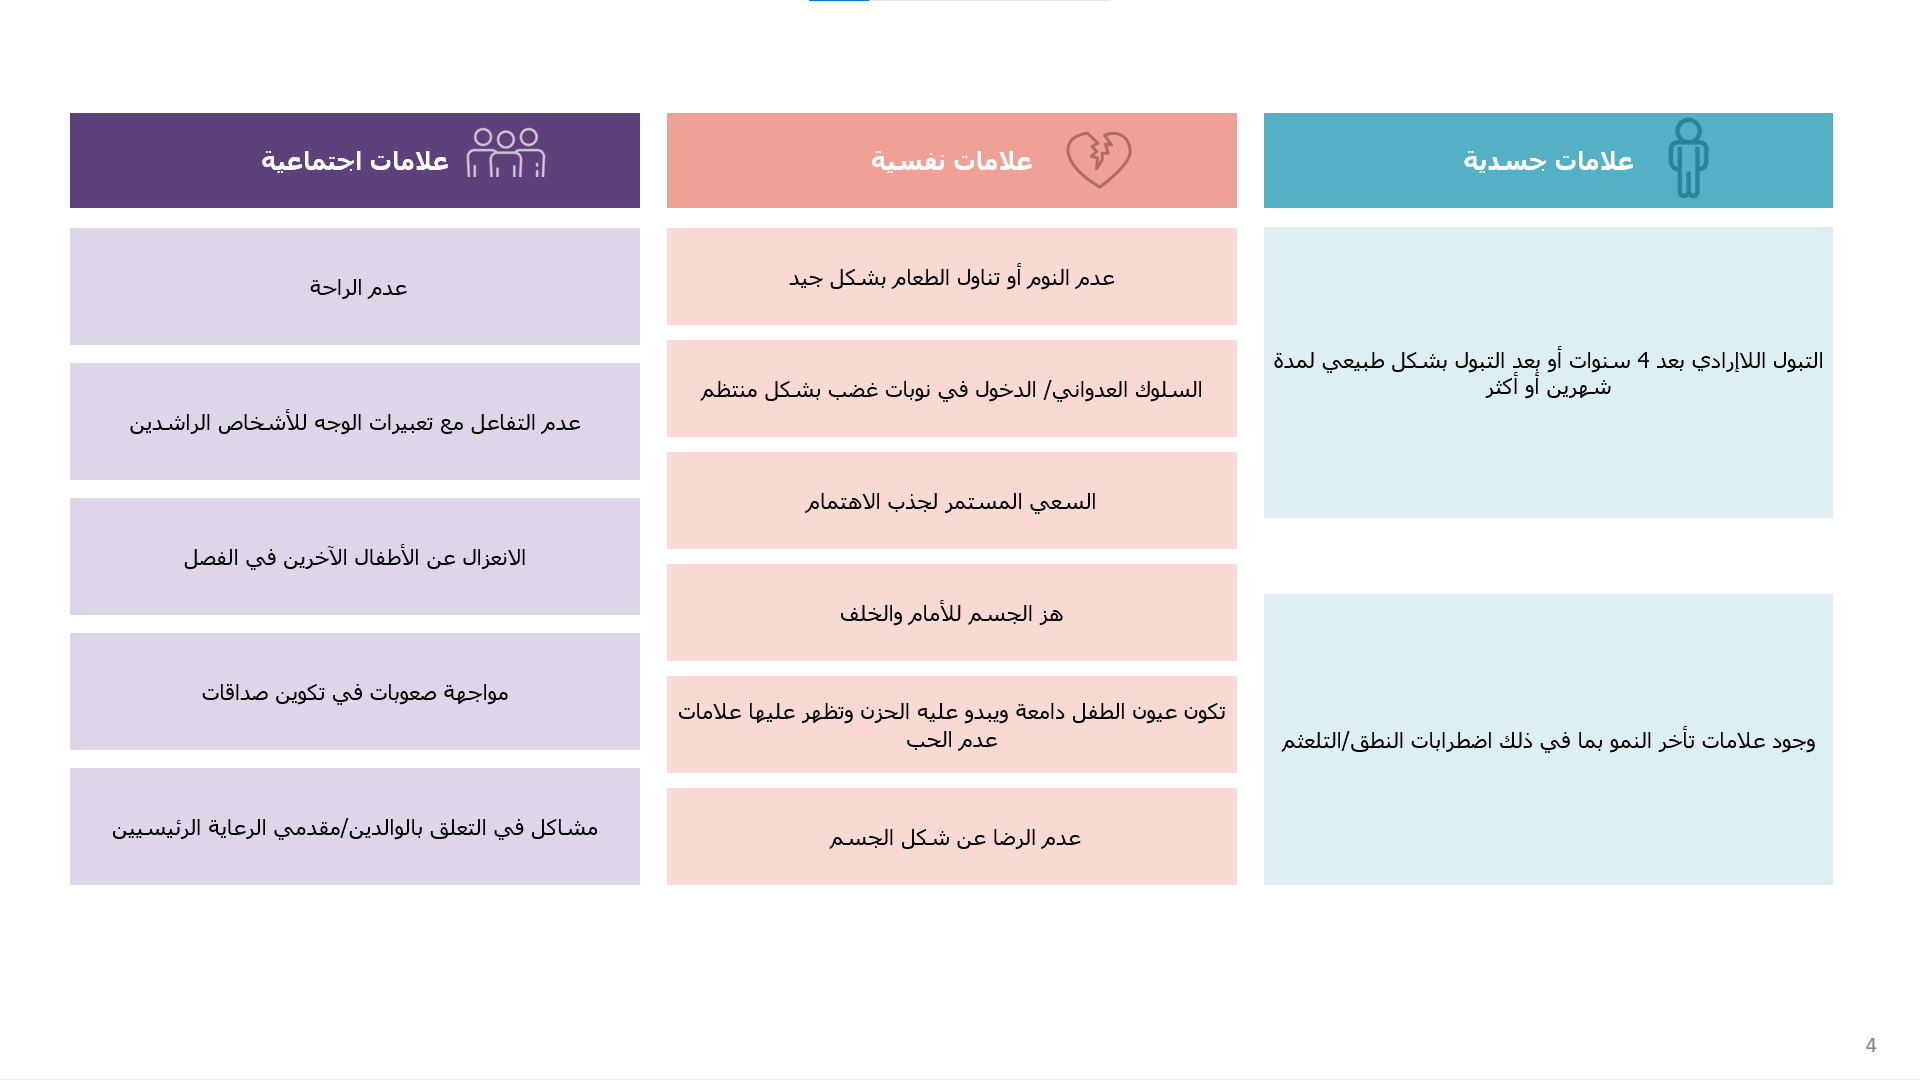 علامات جسدية
التبول اللاإرادي بعد 4 سنوات أو بعد التبول بشكل طبيعي لمدة
شهرين أو أكثر
وجود علامات تأخر النمو بما في ذلك اضطرابات النطق/التلعثم
علامات نفسية
عدم النوم أو تناول الطعام بشكل جيد
السلوك العدواني/ الدخول في نوبات غضب بشكل منتظم
السعي المستمر لجذب الاهتمام
هز الجسم للأمام والخلف
تكون عيون الطفل دامعة ويبدو عليه الحزن وتظهر عليها علامات
عدم الحب
عدم الرضا عن شكل الجسم
علامات اجتماعية
عدم الراحة
عدم التفاعل مع تعبيرات الوجه للأشخاص الراشدين
الانعزال عن الأطفال الآخرين في الفصل
مواجهة صعوبات في تكوين صداقات
مشاكل في التعلق بالوالدين/مقدمي الرعاية الرئيسيين
4